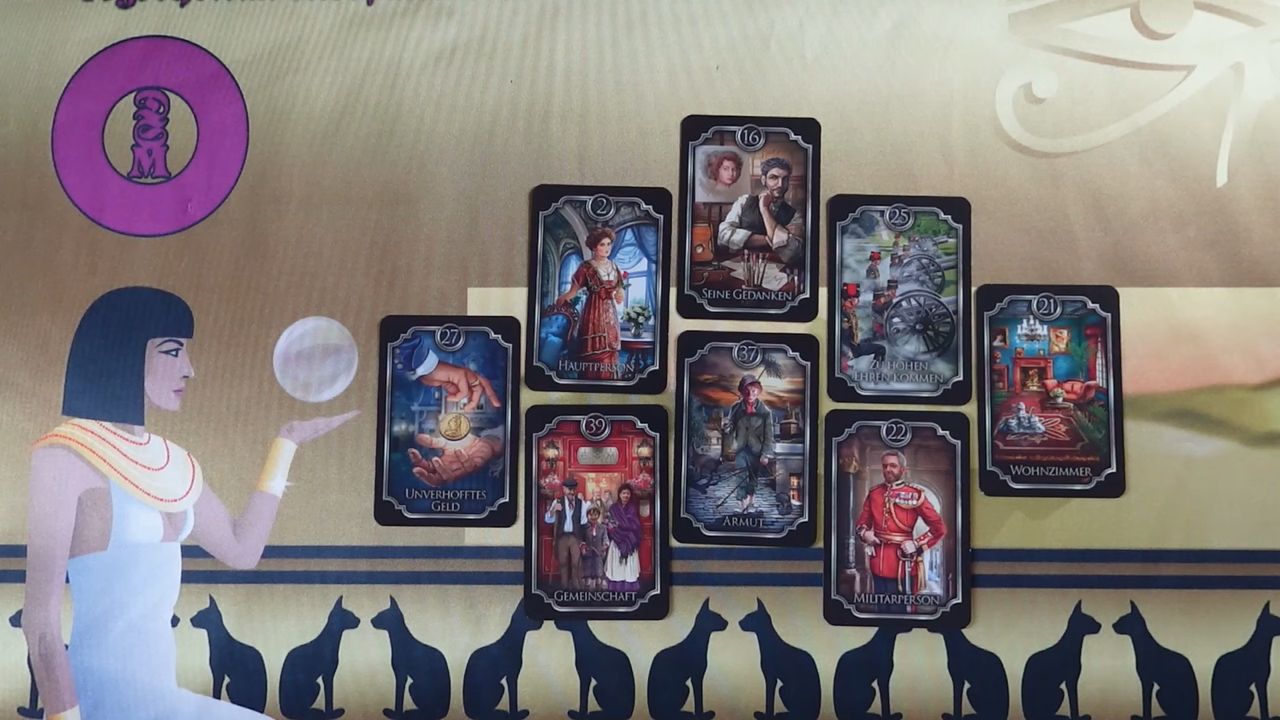 16
SEINE GEDANKEN
2
HAUPTPERSON
25
ZU HOHEN
EHREN KOMMEN
21
WOHNZIMMER
27
UNVERHOFFTES
GELD
37
ARMUT
39
GEMEINSCHAFT
22
MILITÄRPERSON